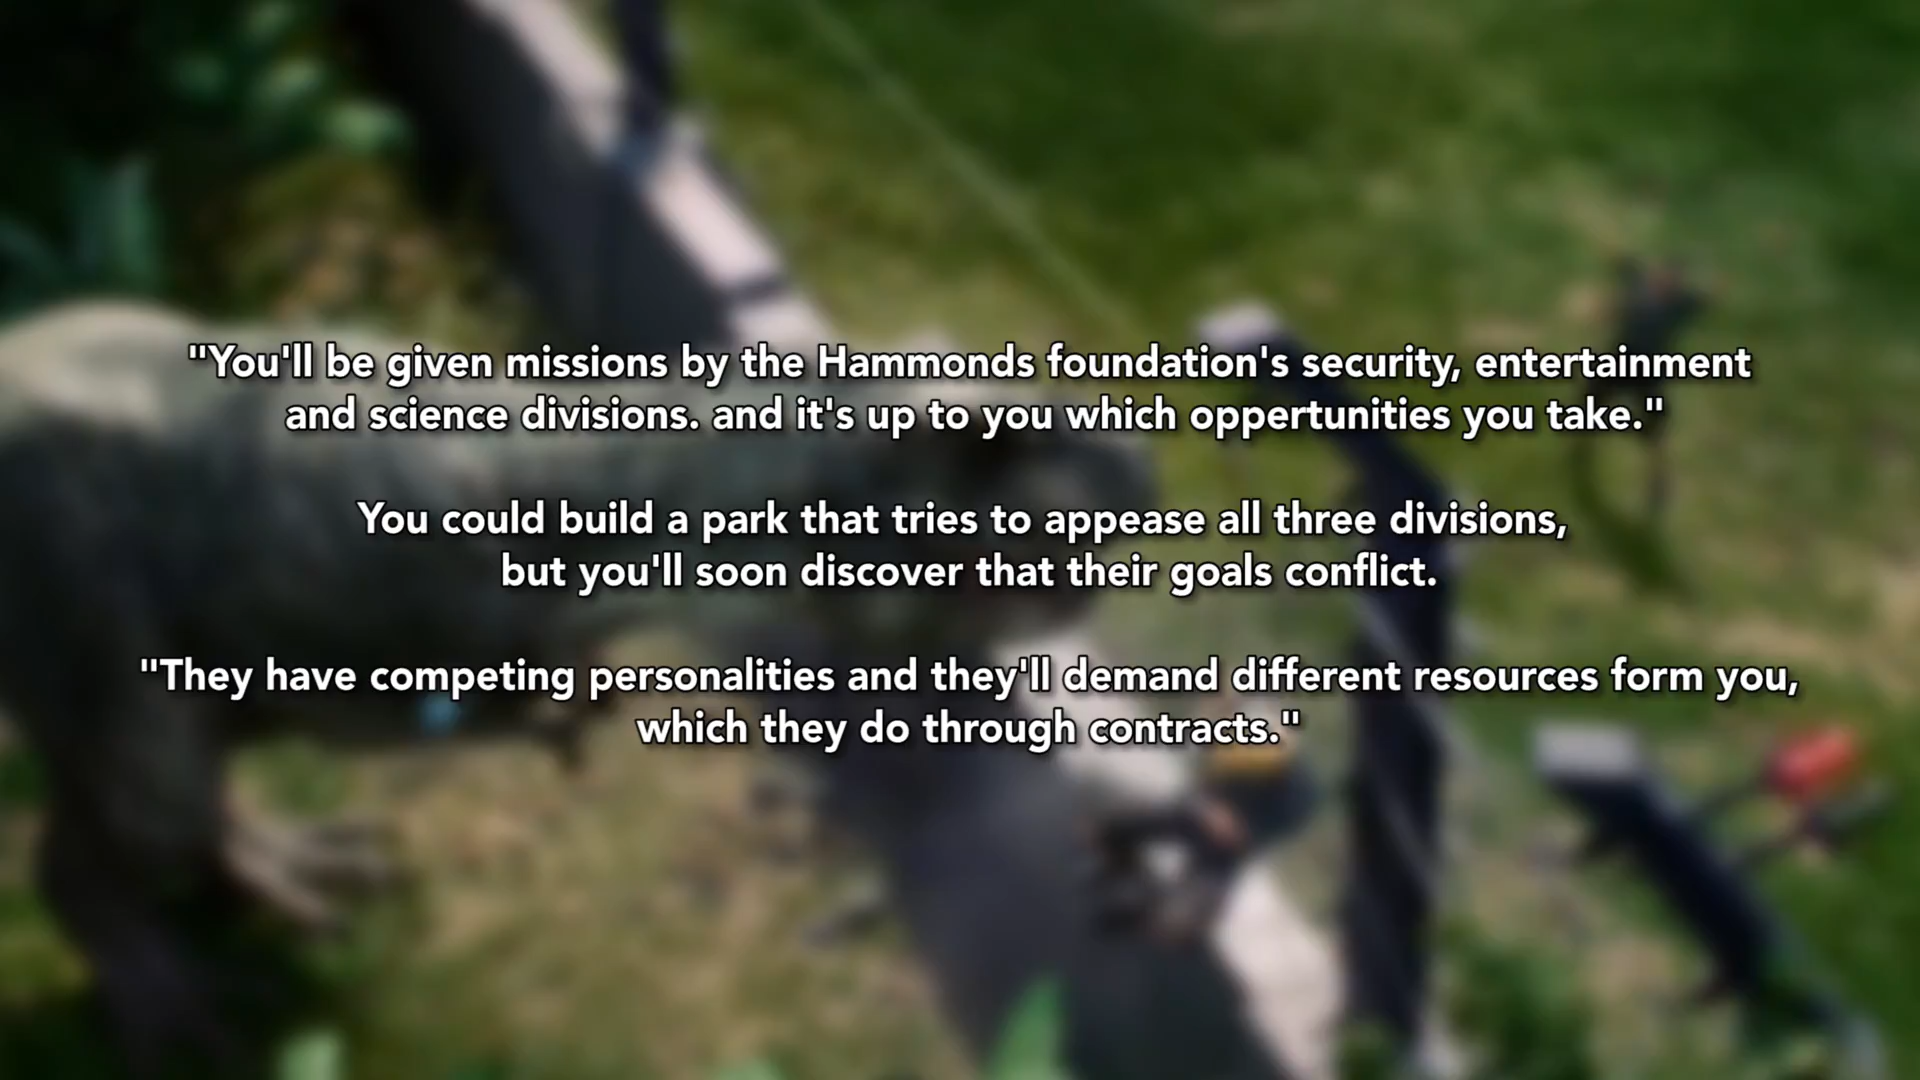 "You'll be given missions by the Hammonds foundation's security, entertainment
and science divisions. and it's up to you which oppertunities you take."
You could build a park that tries to appease all three divisions,
but you'll soon discover that their goals conflict.
"They have competing personalities and they'll demand different resources form you,
which they do through contracts."